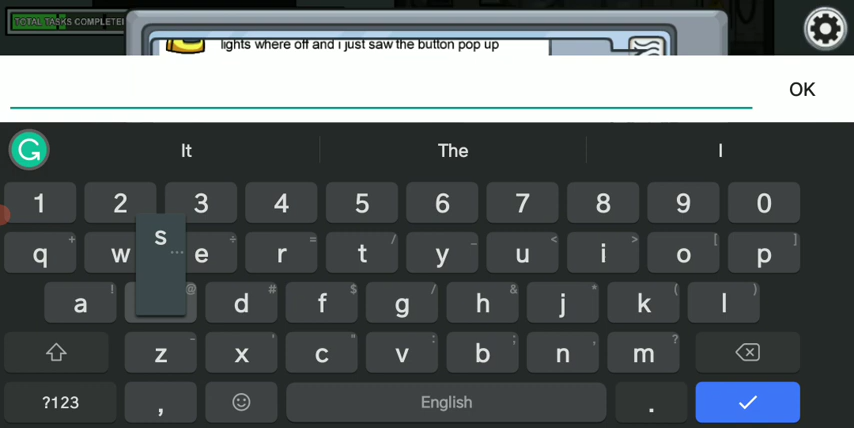 TOTAL TASKS COMPLETE
lights where off and i just saw the button pop up
OK
It The I
1 2 3 4 5 6 7 8 9 0
q + w e ÷ r = t / y _ u < i > o [ p ]
s ...
a ! @ d # f $ g / h & j * k ( l )
z - x ' c " v : b ; n , m ?
?123 , English .